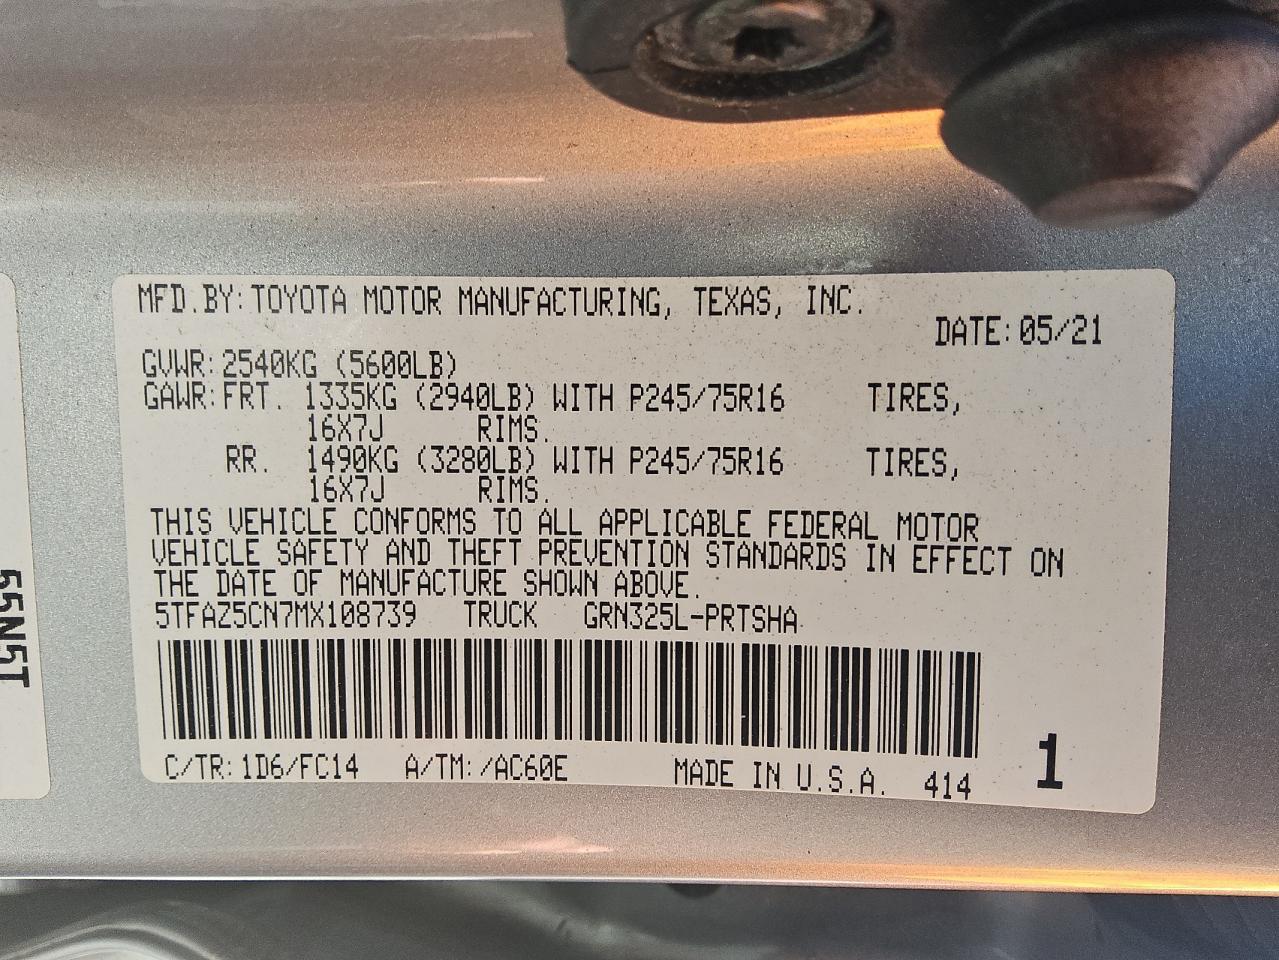 MFD.BY: TOYOTA MOTOR MANUFACTURING, TEXAS, INC.
DATE: 05/21
GVWR: 2540KG (5600LB)
GAWR: FRT. 1335KG (2940LB) WITH P245/75R16 TIRES,
16X7J RIMS.
RR. 1490KG (3280LB) WITH P245/75R16 TIRES,
16X7J RIMS.
THIS VEHICLE CONFORMS TO ALL APPLICABLE FEDERAL MOTOR
VEHICLE SAFETY AND THEFT PREVENTION STANDARDS IN EFFECT ON
THE DATE OF MANUFACTURE SHOWN ABOVE.
5TFAZ5CN7MX108739 TRUCK GRN325L-PRTSHA
C/TR: 1D6/FC14 A/TM: /AC60E MADE IN U.S.A. 414 1
55N5T